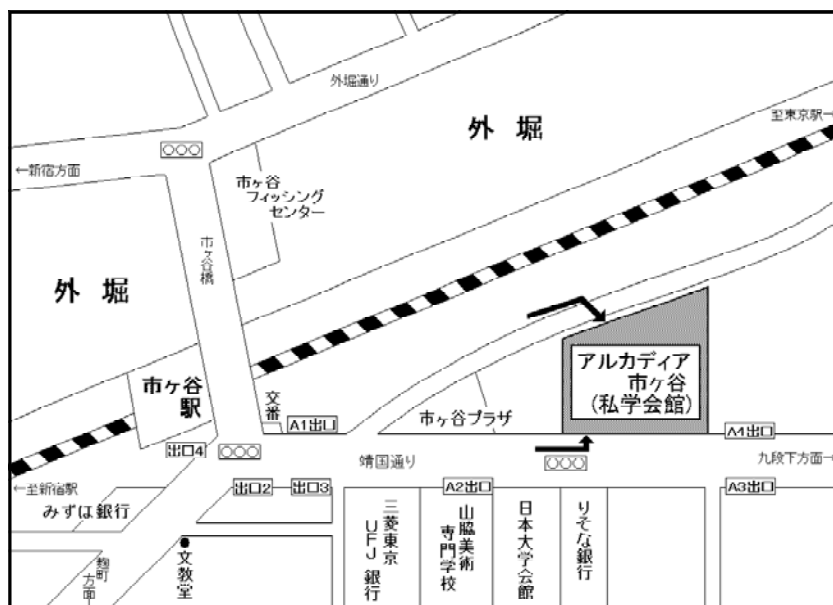 外堀通り
外 堀
至東京駅→
○○○
←新宿方面
市ヶ谷
フィッシング
センター
市ヶ谷橋
外 堀
アルカディア
市ヶ谷
(私学会館)
市ヶ谷
駅
交番
A1出口
市ヶ谷プラザ
A4出口
出口4
○○○
靖国通り
○○○
九段下方面→
←至新宿駅
出口2
出口3
A2出口
A3出口
みずほ銀行
三菱東京
UFJ 銀行
山脇美術
専門学校
日本大学会館
りそな銀行
麹町
方面
文教堂